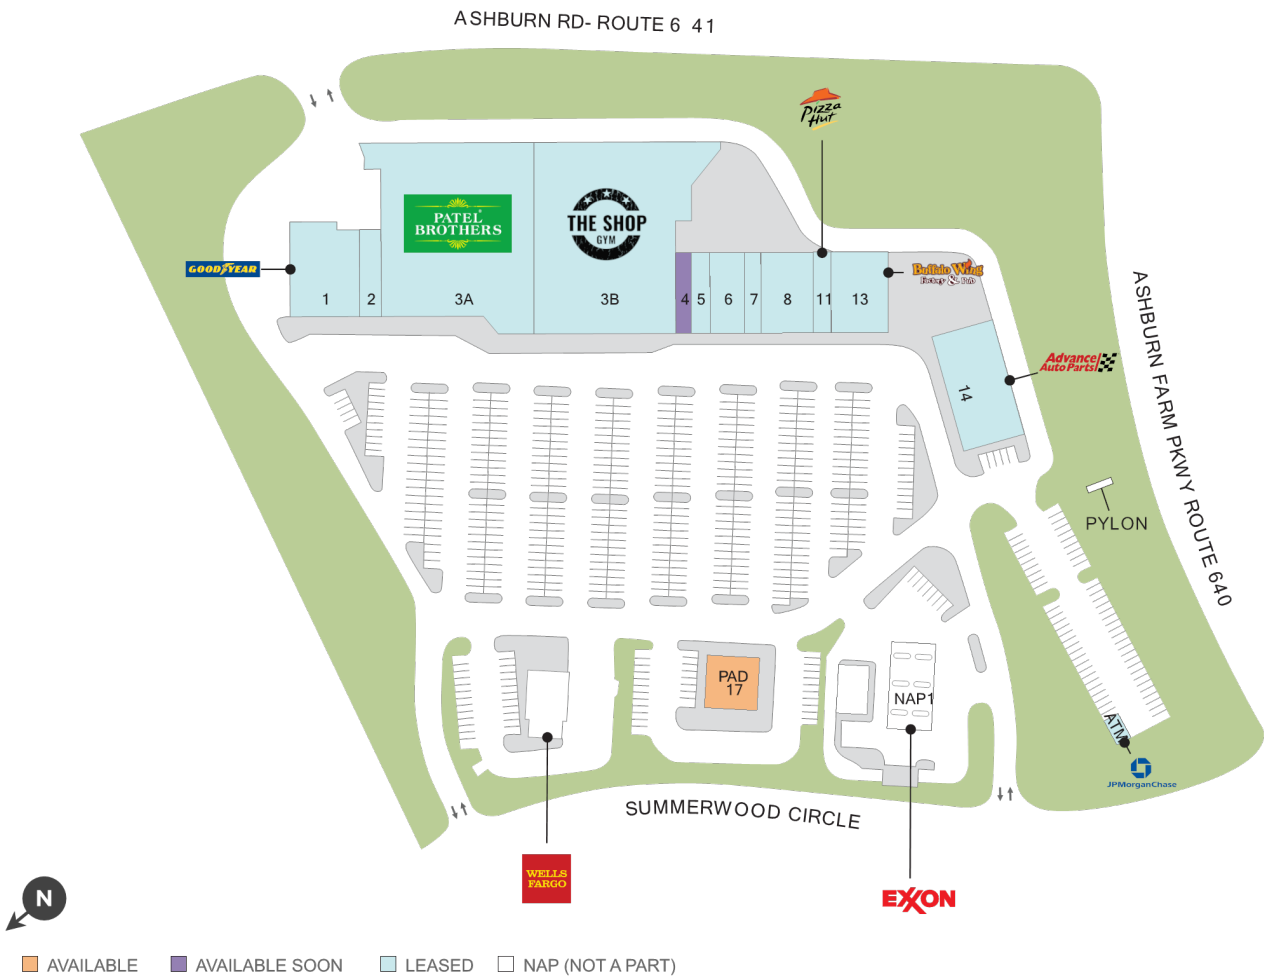 ASHBURN RD- ROUTE 6 41
Pizza
Hut
PATEL
BROTHERS
THE SHOP
GYM
GOODYEAR
Buffalo Wing
Factory & Pub
1
2
3A
3B
4
5
6
7
8
11
13
Advance
Auto Parts
14
ASHBURN FARM PKWY ROUTE 640
PYLON
PAD
17
NAP1
ATM
JPMorganChase
SUMMERWOOD CIRCLE
WELLS
FARGO
EXXON
N
AVAILABLE
AVAILABLE SOON
LEASED
NAP (NOT A PART)